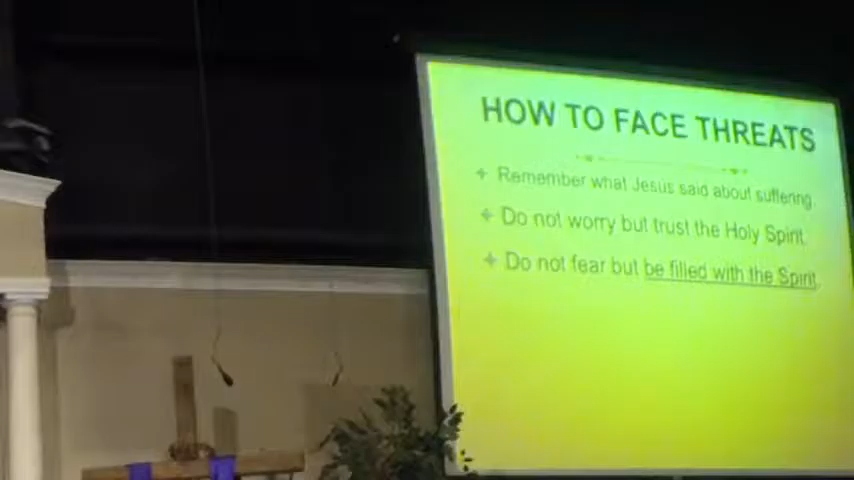 HOW TO FACE THREATS
+ Remember what Jesus said about suffering.
+ Do not worry but trust the Holy Spirit.
+ Do not fear but be filled with the Spirit.